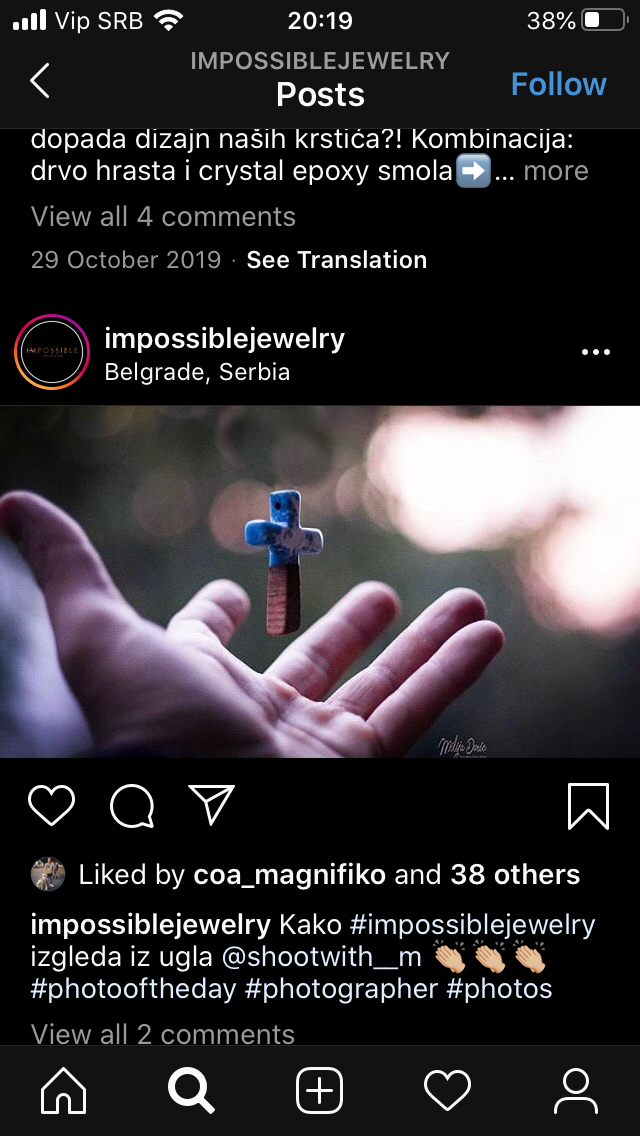 Vip SRB 20:19 38%
IMPOSSIBLEJEWELRY
Posts
Follow
dopada dizajn naših krstića?! Kombinacija:
drvo hrasta i crystal epoxy smola➡️... more
View all 4 comments
29 October 2019 · See Translation
IMPOSSIBLE
impossiblejewelry
Belgrade, Serbia
Liked by coa_magnifiko and 38 others
impossiblejewelry Kako #impossiblejewelry
izgleda iz ugla @shootwith__m 👏🏼👏🏼👏🏼
#photooftheday #photographer #photos
View all 2 comments